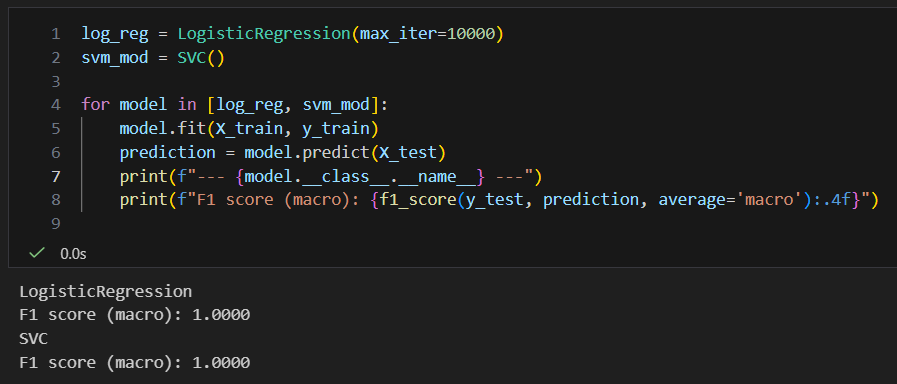 1 log_reg = LogisticRegression(max_iter=10000)
2 svm_mod = SVC()
3
4 for model in [log_reg, svm_mod]:
5     model.fit(X_train, y_train)
6     prediction = model.predict(X_test)
7     print(f"--- {model.__class__.__name__} ---")
8     print(f"F1 score (macro): {f1_score(y_test, prediction, average='macro'):.4f}")
9
✓ 0.0s
LogisticRegression
F1 score (macro): 1.0000
SVC
F1 score (macro): 1.0000